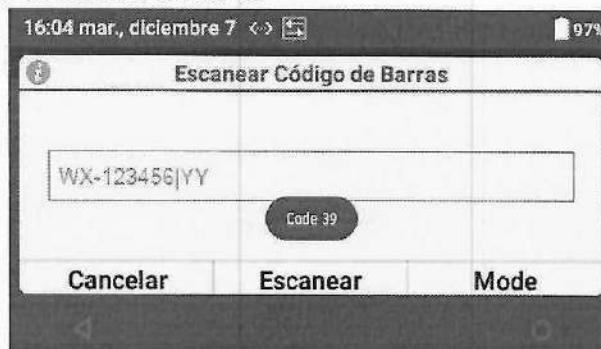 16:04 mar., diciembre 7
97%
Escanear Código de Barras
WX-123456|YY
Code 39
Cancelar Escanear Mode